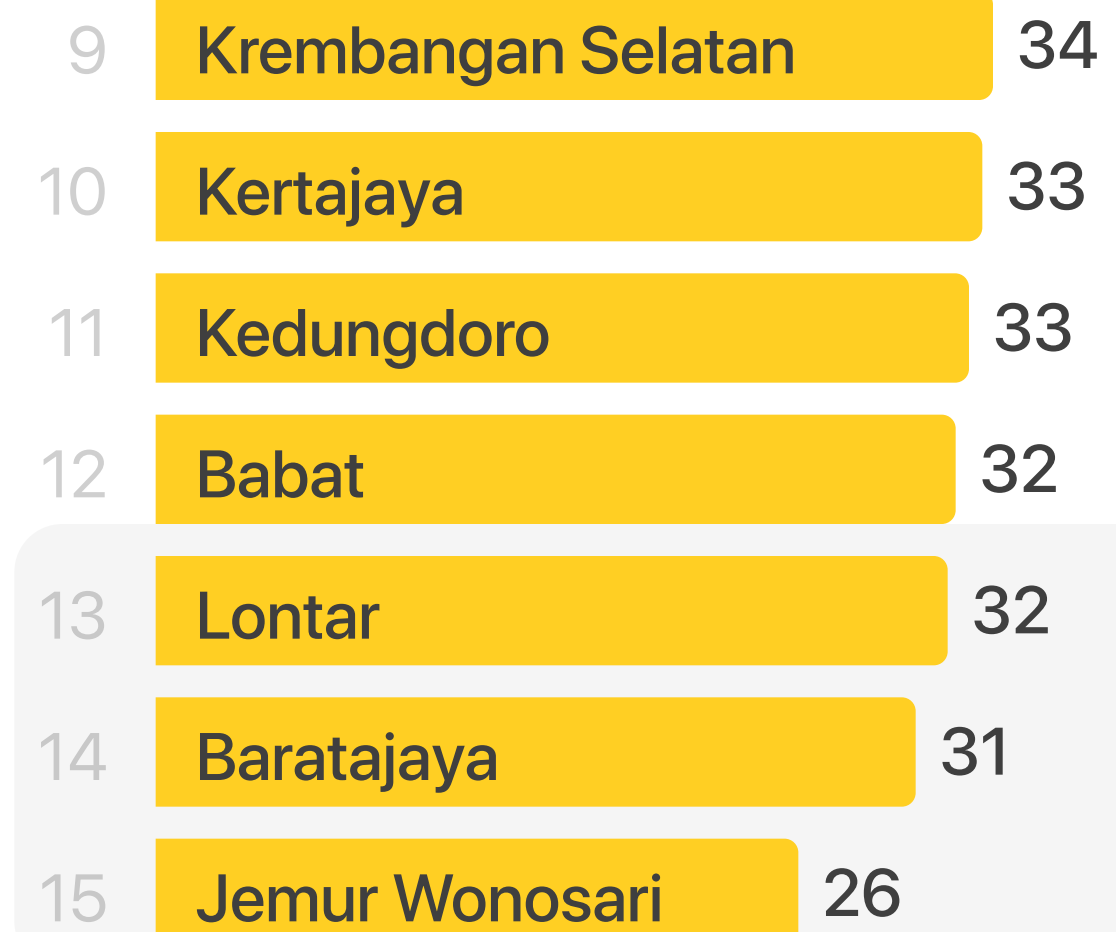 9 Krembangan Selatan 34
10 Kertajaya 33
11 Kedungdoro 33
12 Babat 32
13 Lontar 32
14 Baratajaya 31
15 Jemur Wonosari 26